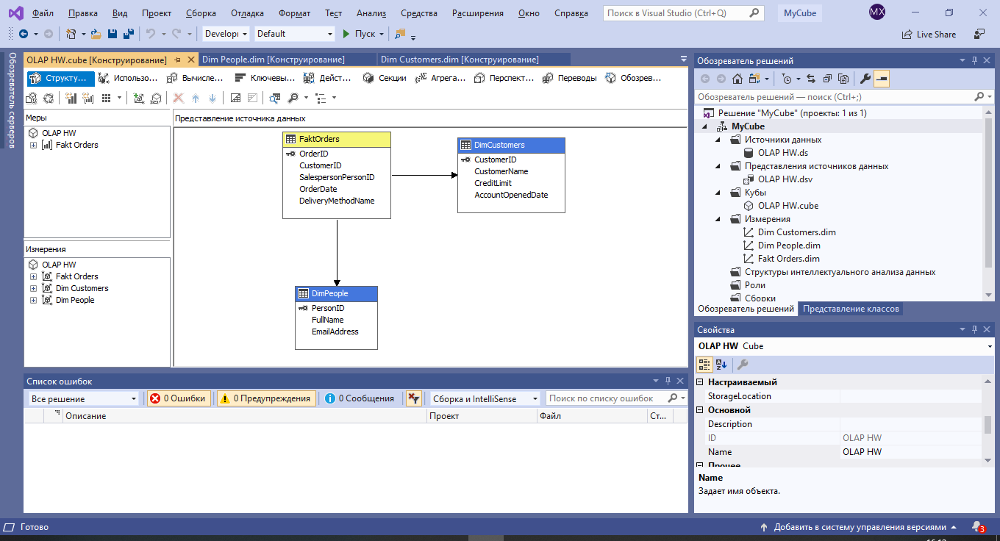 Файл Правка Вид Проект Сборка Отладка Формат Тест Анализ Средства Расширения Окно Справка Поиск в Visual Studio (Ctrl+Q) MyCube MX
Developı Default Пуск Live Share
Обозреватель серверов
OLAP HW.cube [Конструирование] Dim People.dim [Конструирование] Dim Customers.dim [Конструирование]
Структу... Использо... Вычисле... Ключевы... Дейст... Секции Агрега... Перспект... Переводы Обозрев...
Меры
OLAP HW
Fakt Orders
Измерения
OLAP HW
Fakt Orders
Dim Customers
Dim People
Представление источника данных
FaktOrders
OrderID
CustomerID
SalespersonPersonID
OrderDate
DeliveryMethodName
DimCustomers
CustomerID
CustomerName
CreditLimit
AccountOpenedDate
DimPeople
PersonID
FullName
EmailAddress
Список ошибок
Все решение 0 Ошибки 0 Предупреждения 0 Сообщения Сборка и IntelliSense Поиск по списку ошибок
Описание Проект Файл Ст...
Обозреватель решений
Обозреватель решений — поиск (Ctrl+;)
Решение "MyCube" (проекты: 1 из 1)
MyCube
Источники данных
OLAP HW.ds
Представления источников данных
OLAP HW.dsv
Кубы
OLAP HW.cube
Измерения
Dim Customers.dim
Dim People.dim
Fakt Orders.dim
Структуры интеллектуального анализа данных
Роли
Сборки
Обозреватель решений Представление классов
Свойства
OLAP HW Cube
Настраиваемый
StorageLocation
Основной
Description
ID OLAP HW
Name OLAP HW
Прочее
Name
Задает имя объекта.
Готово Добавить в систему управления версиями 3